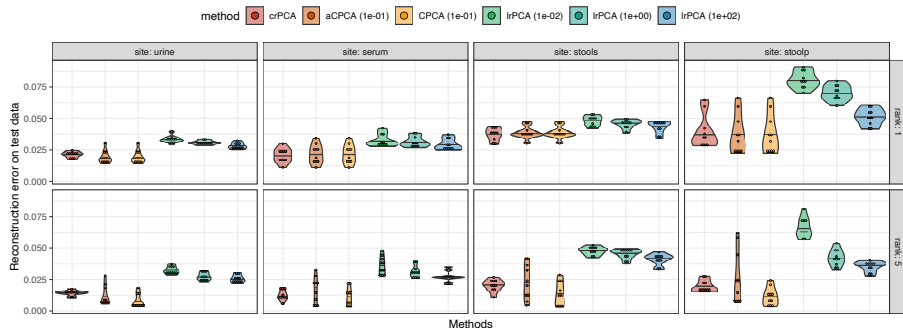 method crPCA aCPCA (1e-01) CPCA (1e-01) lrPCA (1e-02) lrPCA (1e+00) lrPCA (1e+02)
site: urine site: serum site: stools site: stoolp
Reconstruction error on test data
0.075
0.050
0.025
0.000
rank: 1
0.075
0.050
0.025
0.000
rank: 5
Methods